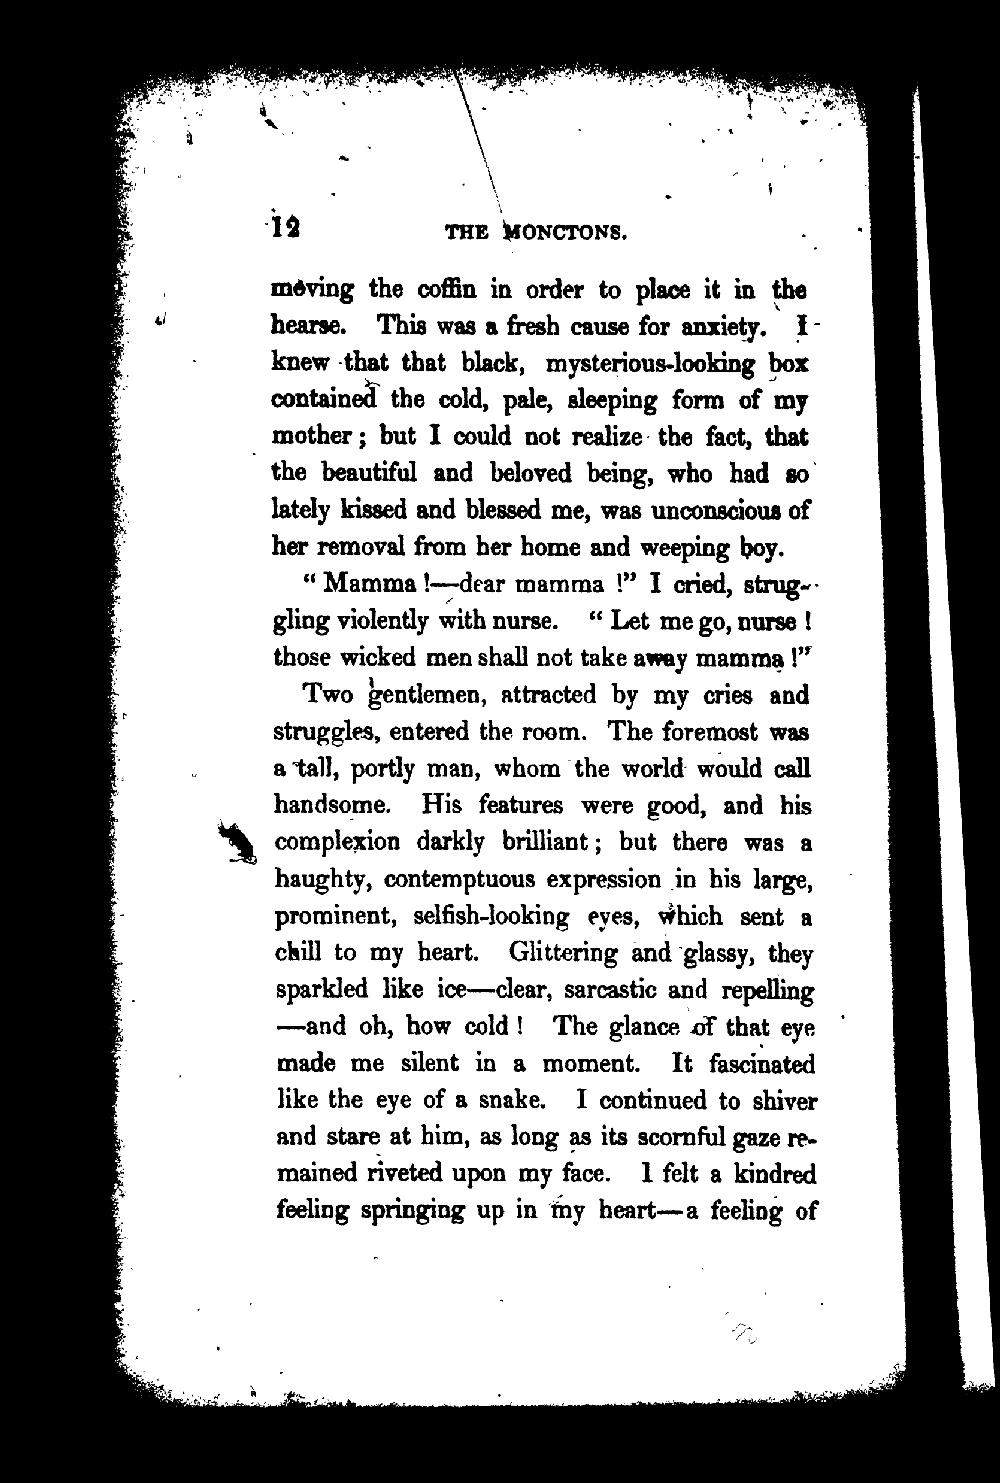 12 THE MONCTONS.
moving the coffin in order to place it in the
hearse. This was a fresh cause for anxiety. I
knew that that black, mysterious-looking box
contained the cold, pale, sleeping form of my
mother; but I could not realize the fact, that
the beautiful and beloved being, who had so
lately kissed and blessed me, was unconscious of
her removal from her home and weeping boy.
"Mamma!—dear mamma!" I cried, strug-
gling violently with nurse. "Let me go, nurse!
those wicked men shall not take away mamma!"
Two gentlemen, attracted by my cries and
struggles, entered the room. The foremost was
a tall, portly man, whom the world would call
handsome. His features were good, and his
complexion darkly brilliant; but there was a
haughty, contemptuous expression in his large,
prominent, selfish-looking eyes, which sent a
chill to my heart. Glittering and glassy, they
sparkled like ice—clear, sarcastic and repelling
—and oh, how cold! The glance of that eye
made me silent in a moment. It fascinated
like the eye of a snake. I continued to shiver
and stare at him, as long as its scornful gaze re-
mained riveted upon my face. I felt a kindred
feeling springing up in my heart—a feeling of